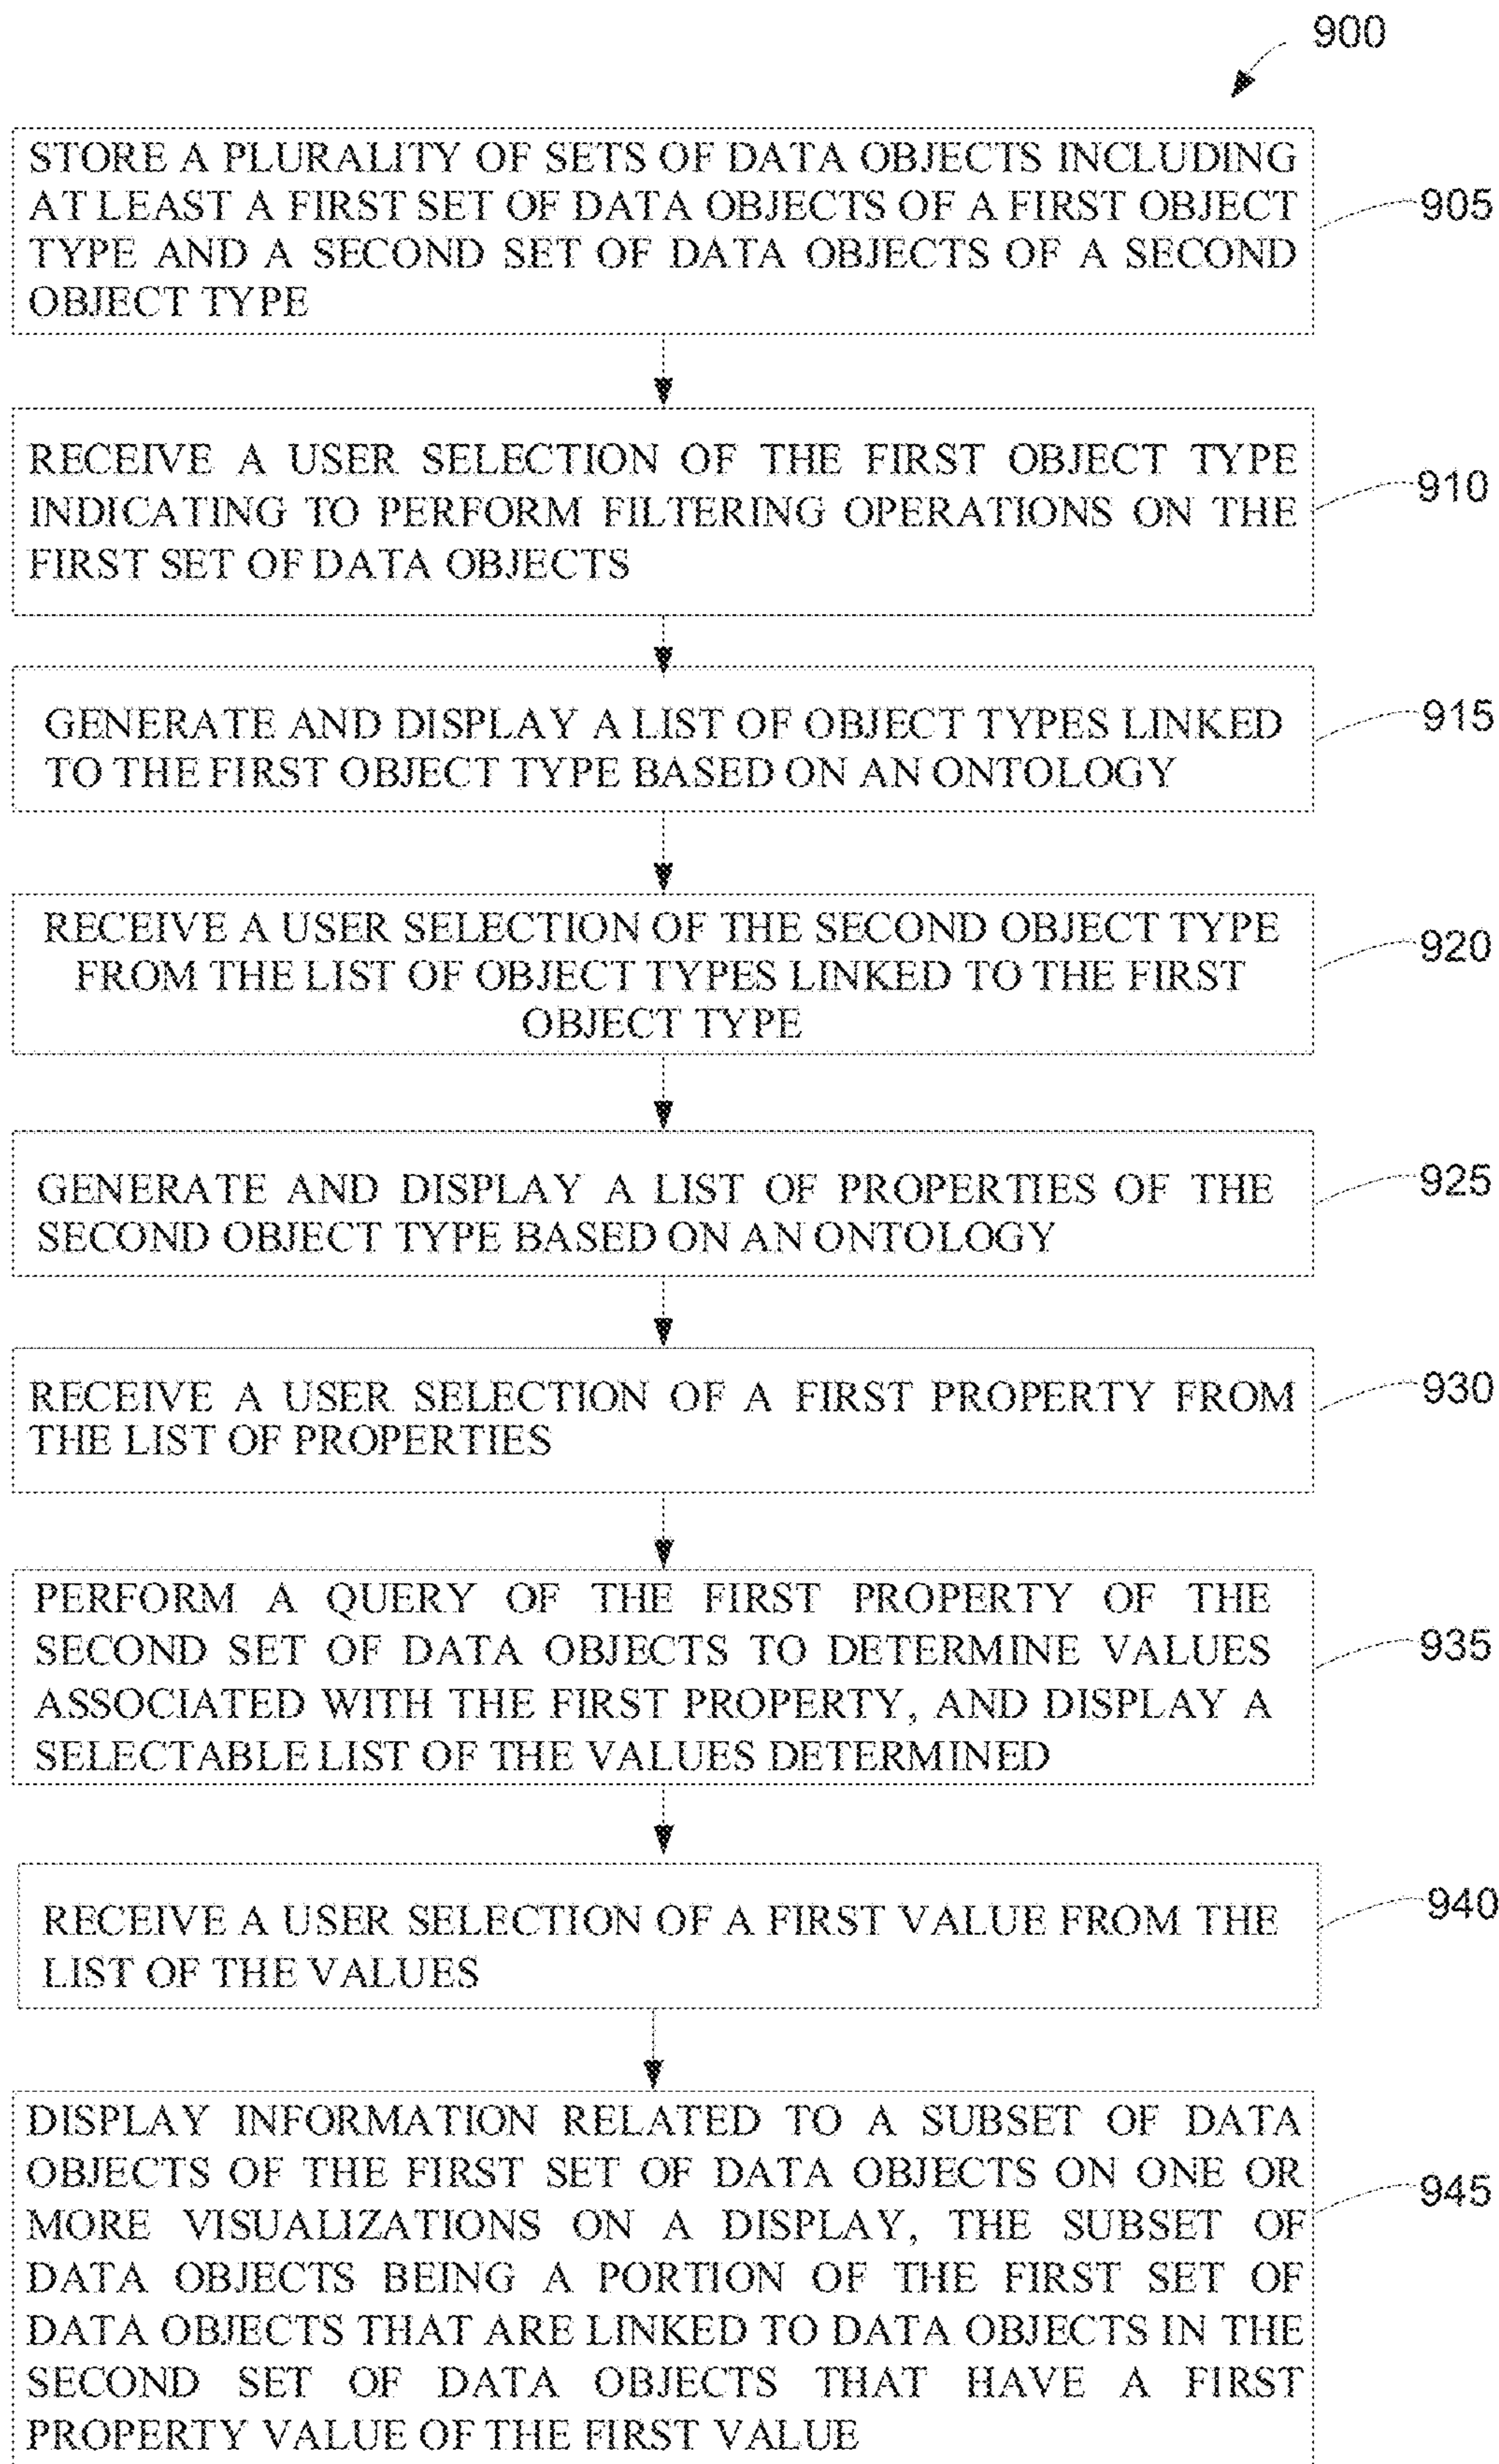 900
STORE A PLURALITY OF SETS OF DATA OBJECTS INCLUDING
AT LEAST A FIRST SET OF DATA OBJECTS OF A FIRST OBJECT
TYPE AND A SECOND SET OF DATA OBJECTS OF A SECOND
OBJECT TYPE
905
RECEIVE A USER SELECTION OF THE FIRST OBJECT TYPE
INDICATING TO PERFORM FILTERING OPERATIONS ON THE
FIRST SET OF DATA OBJECTS
910
GENERATE AND DISPLAY A LIST OF OBJECT TYPES LINKED
TO THE FIRST OBJECT TYPE BASED ON AN ONTOLOGY
915
RECEIVE A USER SELECTION OF THE SECOND OBJECT TYPE
FROM THE LIST OF OBJECT TYPES LINKED TO THE FIRST
OBJECT TYPE
920
GENERATE AND DISPLAY A LIST OF PROPERTIES OF THE
SECOND OBJECT TYPE BASED ON AN ONTOLOGY
925
RECEIVE A USER SELECTION OF A FIRST PROPERTY FROM
THE LIST OF PROPERTIES
930
PERFORM A QUERY OF THE FIRST PROPERTY OF THE
SECOND SET OF DATA OBJECTS TO DETERMINE VALUES
ASSOCIATED WITH THE FIRST PROPERTY, AND DISPLAY A
SELECTABLE LIST OF THE VALUES DETERMINED
935
RECEIVE A USER SELECTION OF A FIRST VALUE FROM THE
LIST OF THE VALUES
940
DISPLAY INFORMATION RELATED TO A SUBSET OF DATA
OBJECTS OF THE FIRST SET OF DATA OBJECTS ON ONE OR
MORE VISUALIZATIONS ON A DISPLAY, THE SUBSET OF
DATA OBJECTS BEING A PORTION OF THE FIRST SET OF
DATA OBJECTS THAT ARE LINKED TO DATA OBJECTS IN THE
SECOND SET OF DATA OBJECTS THAT HAVE A FIRST
PROPERTY VALUE OF THE FIRST VALUE
945